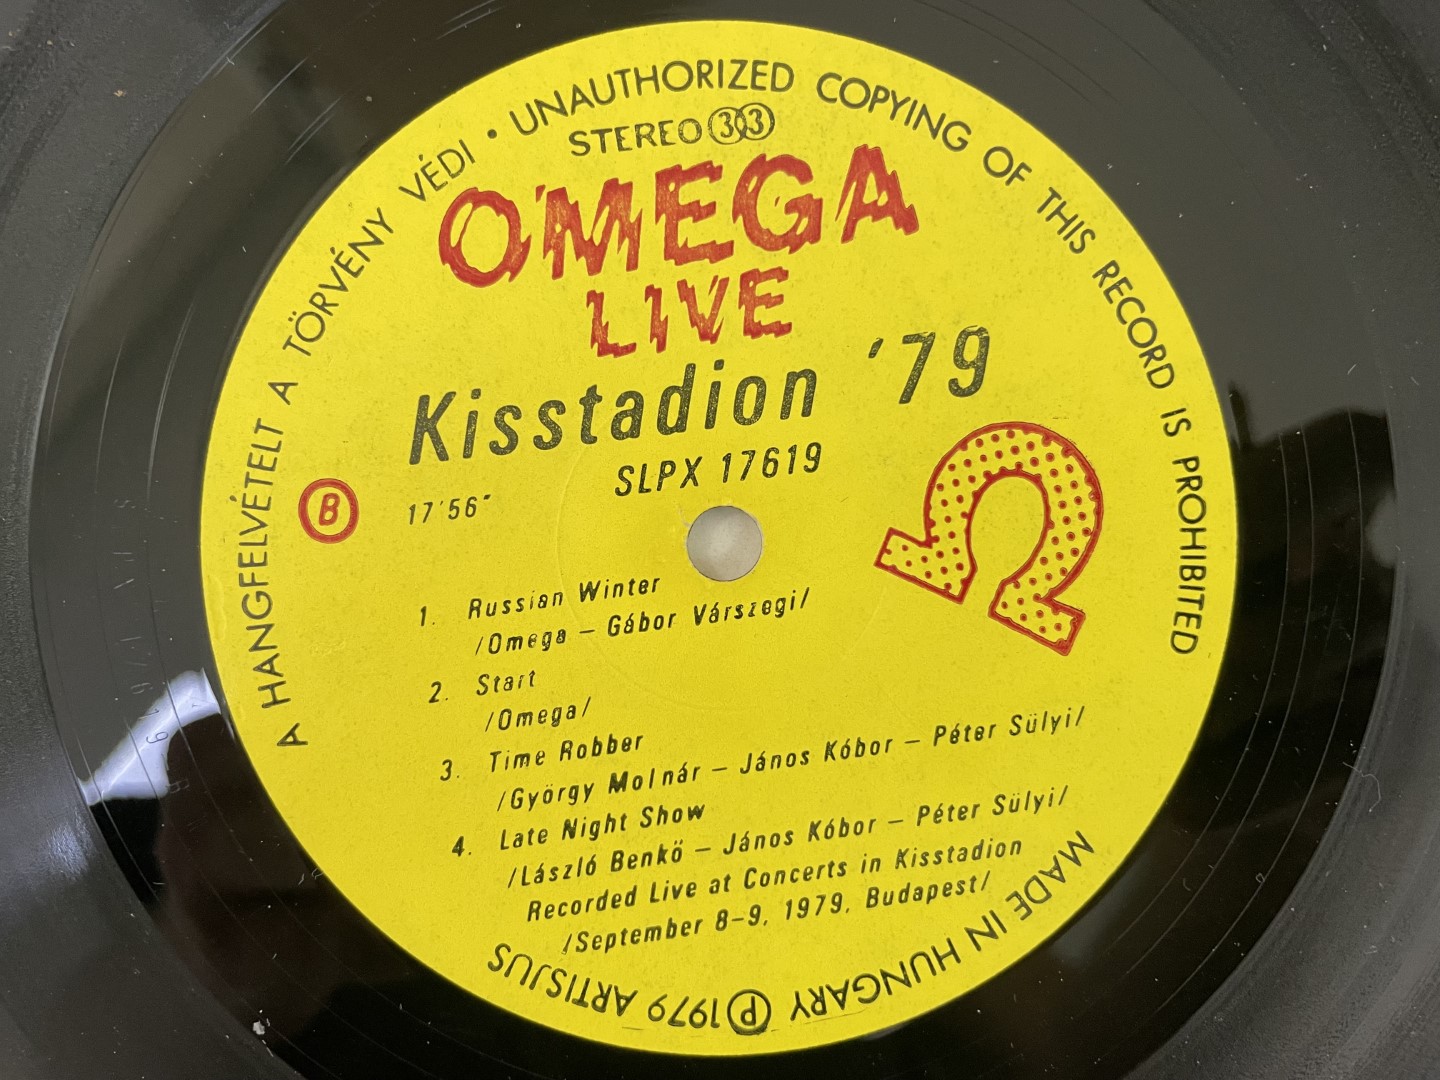 A HANGFELVÉTELT A TÖRVÉNY VÉDI • UNAUTHORIZED COPYING OF THIS RECORD IS PROHIBITED
STEREO 33
OMEGA
LIVE
Kisstadion '79
SLPX 17619
B
17'56"
Ω
1. Russian Winter
/Omega – Gábor Várszegi/
2. Start
/Omega/
3. Time Robber
/György Molnár – János Kóbor – Péter Sülyi/
4. Late Night Show
/László Benkő – János Kóbor – Péter Sülyi/
Recorded Live at Concerts in Kisstadion
/September 8–9, 1979, Budapest/
MADE IN HUNGARY Ⓟ 1979 ARTISJUS